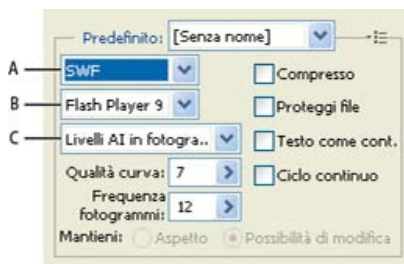 Predefinito: [Senza nome]
A SWF Compresso
B Flash Player 9 Proteggi file
C Livelli AI in fotogra.. Testo come cont.
Qualità curva: 7 Ciclo continuo
Frequenza
fotogrammi: 12
Mantieni: Aspetto Possibilità di modifica